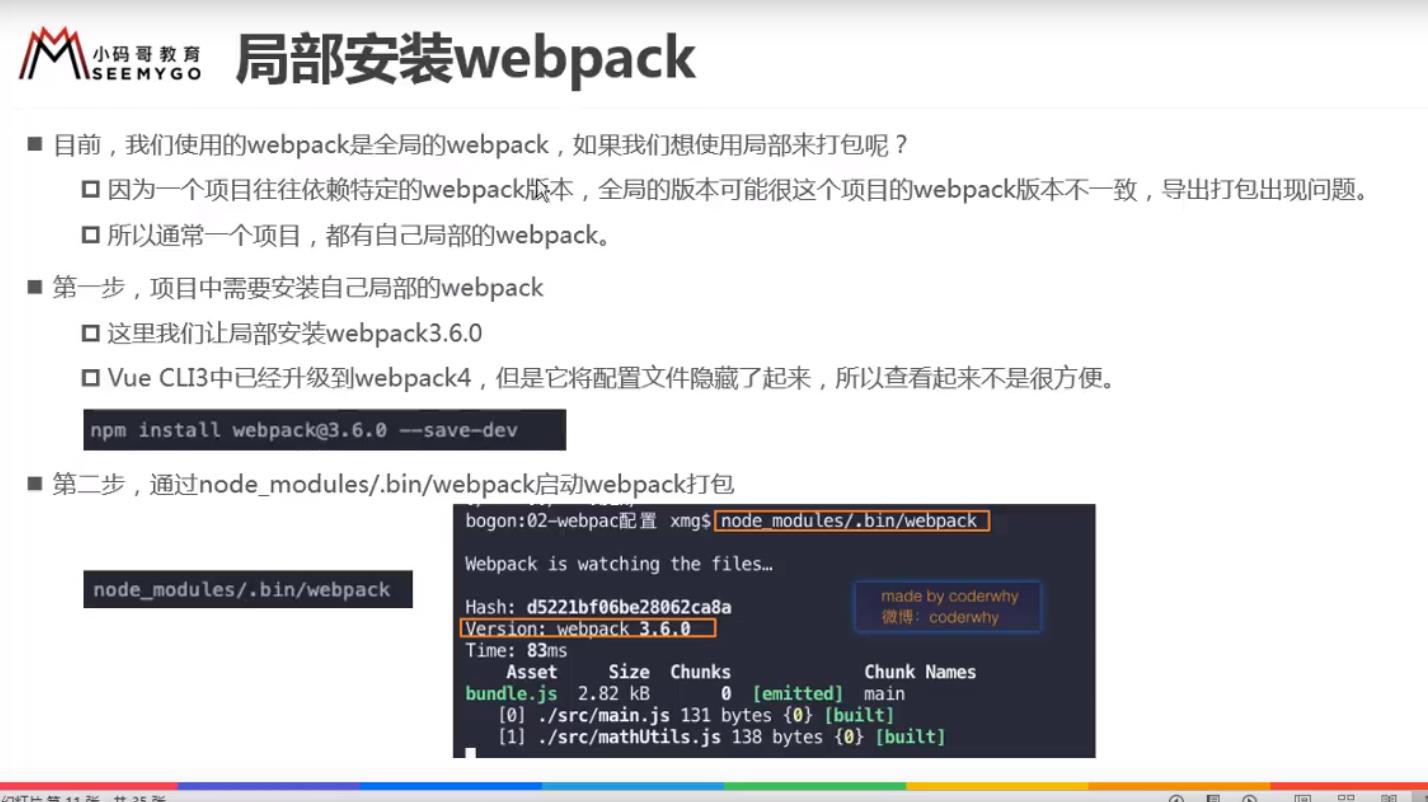 小码哥教育
SEEMYGO
局部安装webpack
目前，我们使用的webpack是全局的webpack，如果我们想使用局部来打包呢？
因为一个项目往往依赖特定的webpack版本，全局的版本可能很这个项目的webpack版本不一致，导出打包出现问题。
所以通常一个项目，都有自己局部的webpack。
第一步，项目中需要安装自己局部的webpack
这里我们让局部安装webpack3.6.0
Vue CLI3中已经升级到webpack4，但是它将配置文件隐藏了起来，所以查看起来不是很方便。
npm install webpack@3.6.0 --save-dev
第二步，通过node_modules/.bin/webpack启动webpack打包
node_modules/.bin/webpack
bogon:02-webpac配置 xmg$ node_modules/.bin/webpack
Webpack is watching the files…
Hash: d5221bf06be28062ca8a
Version: webpack 3.6.0
Time: 83ms
Asset Size Chunks Chunk Names
bundle.js 2.82 kB 0 [emitted] main
[0] ./src/main.js 131 bytes {0} [built]
[1] ./src/mathUtils.js 138 bytes {0} [built]
made by coderwhy
微博：coderwhy
幻灯片 第 11 张，共 35 张